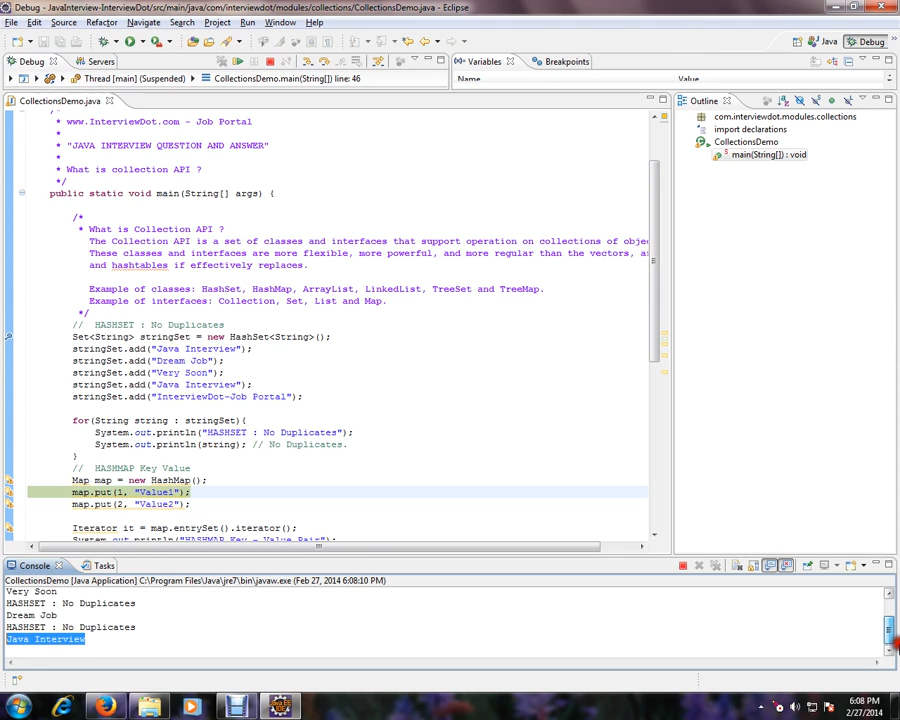 Debug - JavaInterview-InterviewDot/src/main/java/com/interviewdot/modules/collections/CollectionsDemo.java - Eclipse
File Edit Source Refactor Navigate Search Project Run Window Help
Java Debug
Debug Servers
Variables Breakpoints
Thread [main] (Suspended) CollectionsDemo.main(String[]) line: 46
Name Value
CollectionsDemo.java
Outline
/*
* www.InterviewDot.com - Job Portal
*
* "JAVA INTERVIEW QUESTION AND ANSWER"
*
* What is collection API ?
*/
public static void main(String[] args) {
/*
* What is Collection API ?
The Collection API is a set of classes and interfaces that support operation on collections of obje
These classes and interfaces are more flexible, more powerful, and more regular than the vectors, a
and hashtables if effectively replaces.
Example of classes: HashSet, HashMap, ArrayList, LinkedList, TreeSet and TreeMap.
Example of interfaces: Collection, Set, List and Map.
*/
// HASHSET : No Duplicates
Set<String> stringSet = new HashSet<String>();
stringSet.add("Java Interview");
stringSet.add("Dream Job");
stringSet.add("Very Soon");
stringSet.add("Java Interview");
stringSet.add("InterviewDot-Job Portal");
for(String string : stringSet){
System.out.println("HASHSET : No Duplicates");
System.out.println(string); // No Duplicates.
}
// HASHMAP Key Value
Map map = new HashMap();
map.put(1, "Value1");
map.put(2, "Value2");
Iterator it = map.entrySet().iterator();
System.out.println("HASHMAP Key - Value Pair")
com.interviewdot.modules.collections
import declarations
CollectionsDemo
main(String[]) : void
Console Tasks
CollectionsDemo [Java Application] C:\Program Files\Java\jre7\bin\javaw.exe (Feb 27, 2014 6:08:10 PM)
Very Soon
HASHSET : No Duplicates
Dream Job
HASHSET : No Duplicates
Java Interview
6:08 PM
2/27/2014